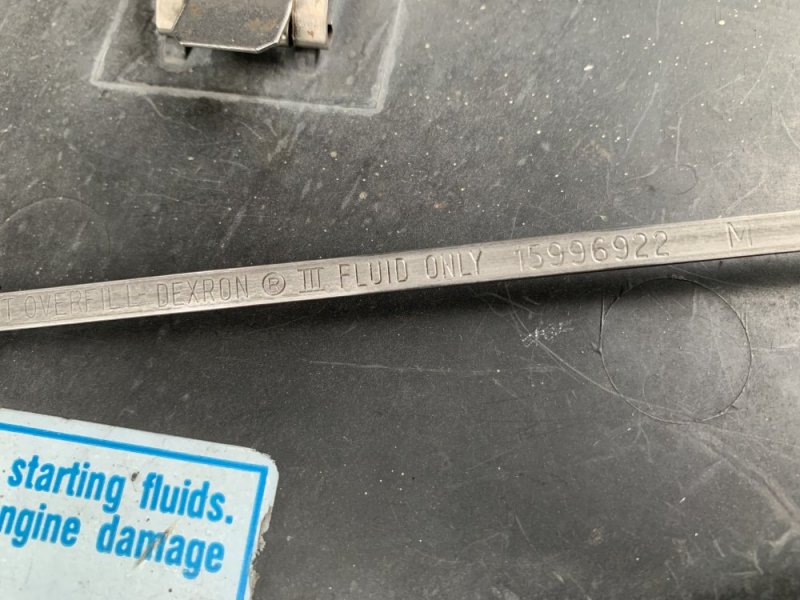 T OVERFILL- DEXRON ® III FLUID ONLY 15996922 M
starting fluids.
ngine damage